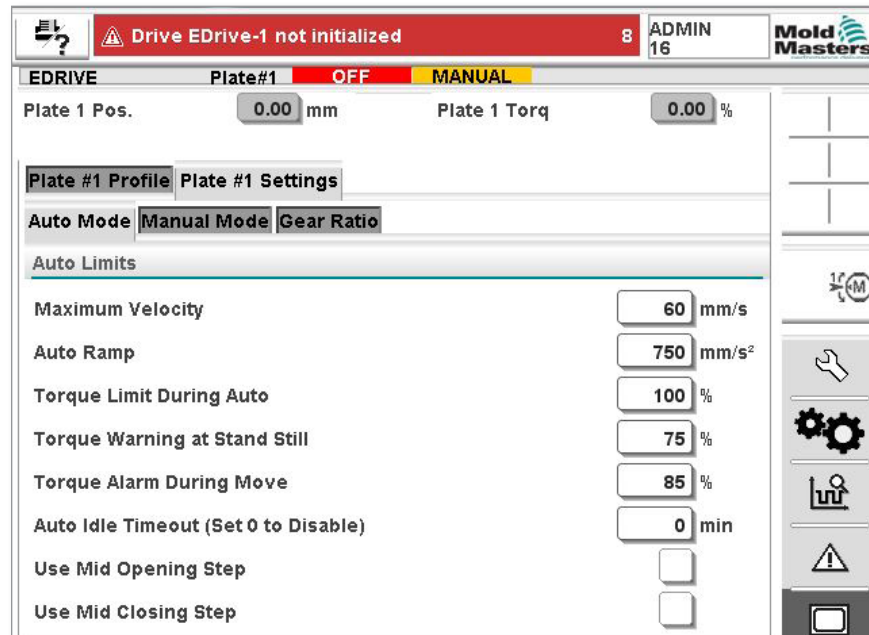 Drive EDrive-1 not initialized 8
ADMIN
16
Mold
Masters
EDRIVE Plate#1 OFF MANUAL
Plate 1 Pos. 0.00 mm Plate 1 Torq 0.00 %
Plate #1 Profile Plate #1 Settings
Auto Mode Manual Mode Gear Ratio
Auto Limits
Maximum Velocity 60 mm/s
Auto Ramp 750 mm/s²
Torque Limit During Auto 100 %
Torque Warning at Stand Still 75 %
Torque Alarm During Move 85 %
Auto Idle Timeout (Set 0 to Disable) 0 min
Use Mid Opening Step
Use Mid Closing Step